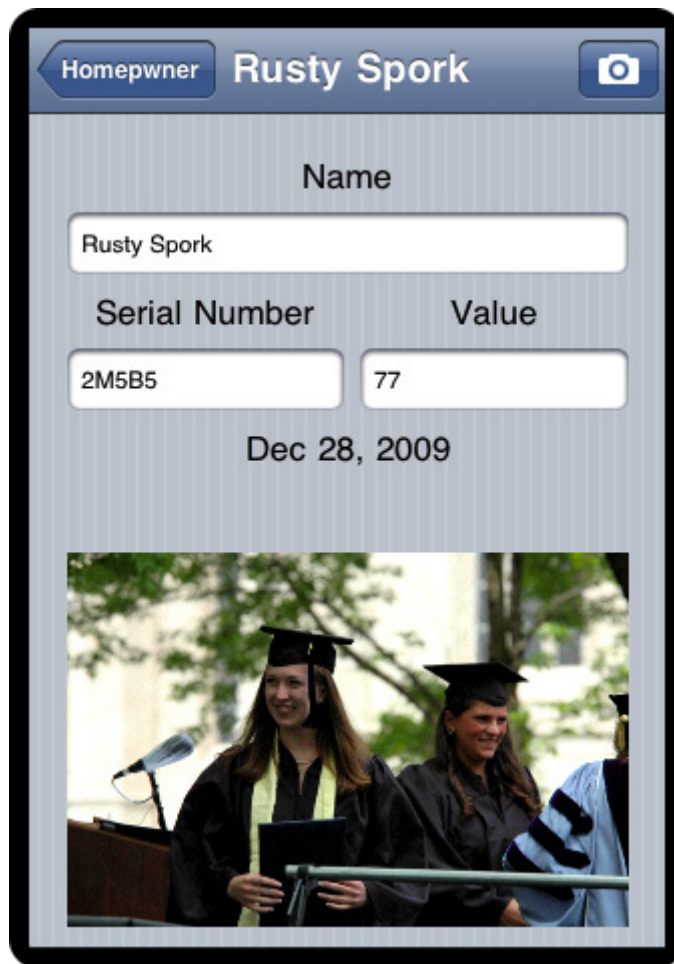 Homepwner Rusty Spork
Name
Rusty Spork
Serial Number Value
2M5B5 77
Dec 28, 2009